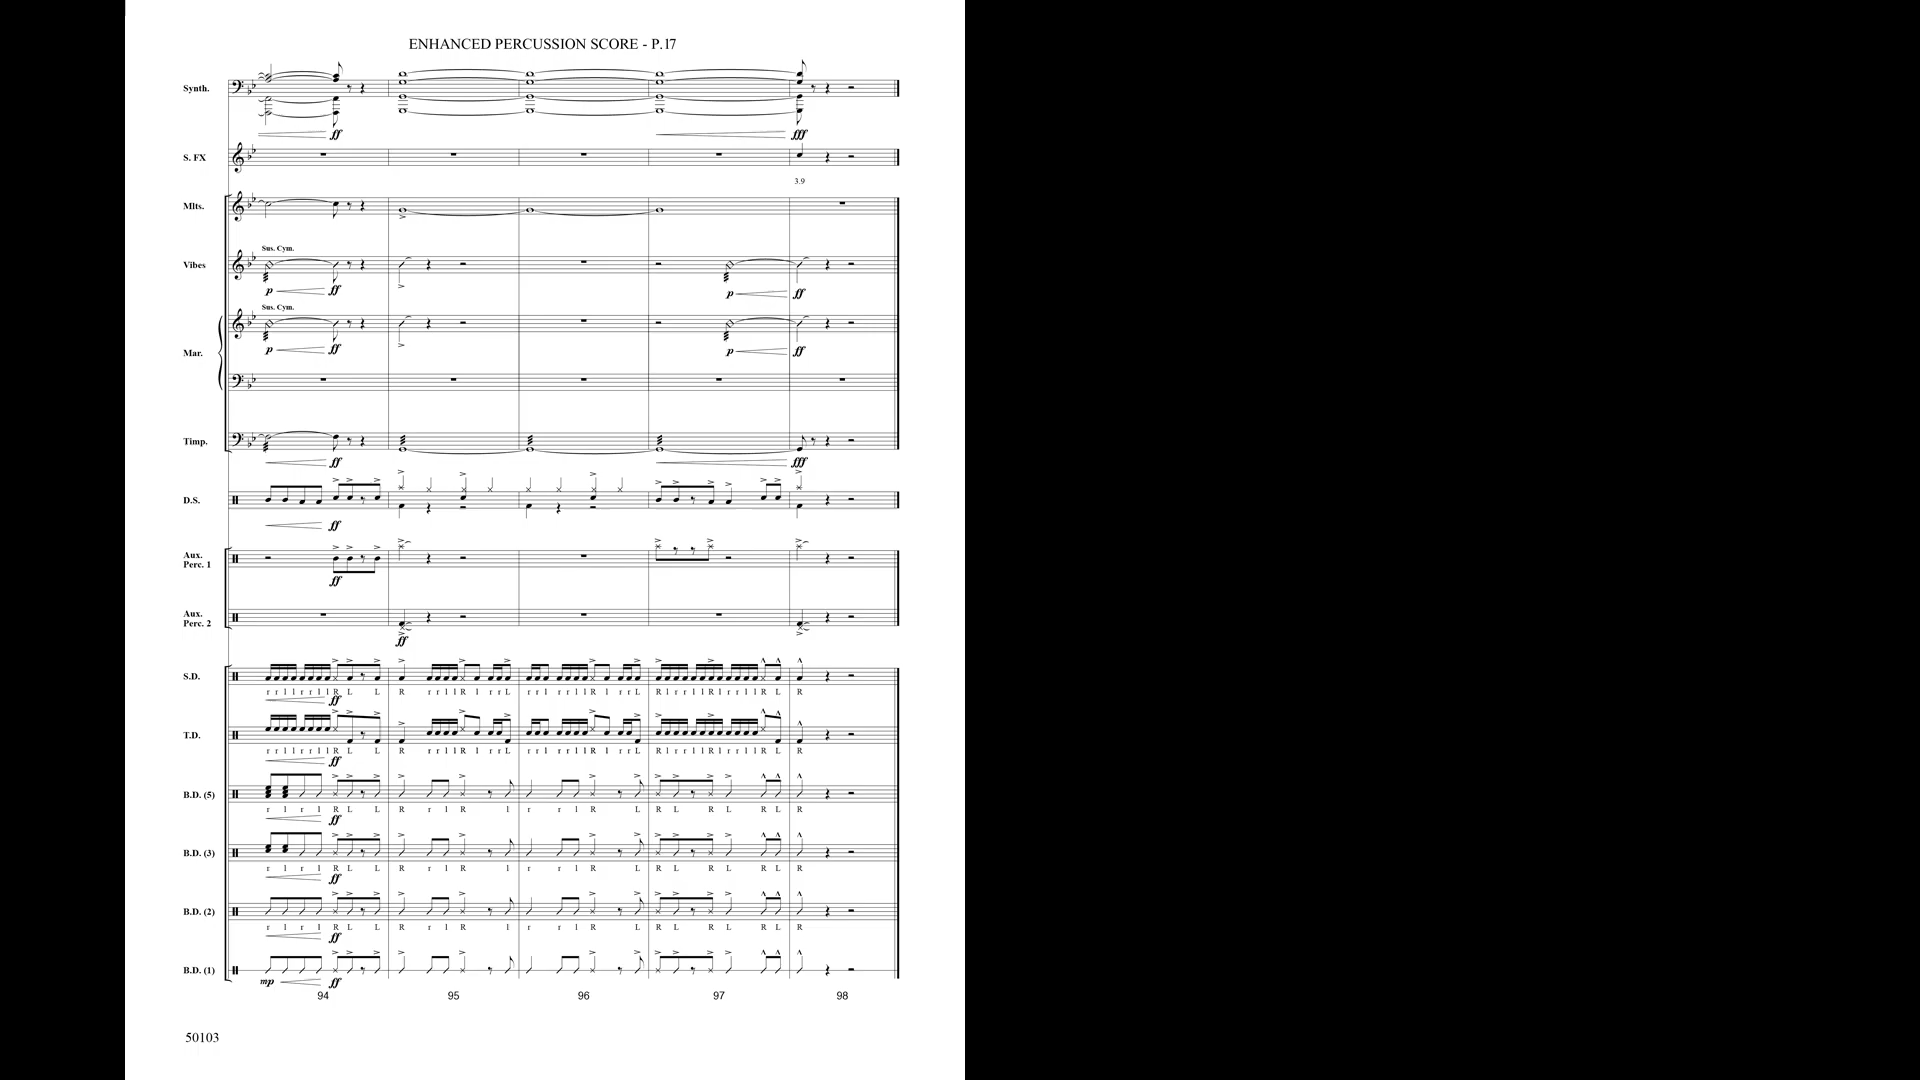 ENHANCED PERCUSSION SCORE - P.17
Synth.
ff
fff
S. FX
3.9
Mlts.
Sus. Cym.
Vibes
p ff p ff
Sus. Cym.
p ff p ff
Mar.
Timp.
ff fff
D.S.
ff
Aux.
Perc. 1
ff
Aux.
Perc. 2
ff
S.D.
r r l l r r l l R L L R r r l l R l r r L r r l r r l l R l r r L R l r r l l R l r r l l R L R
ff
T.D.
r r l l r r l l R L L R r r l l R l r r L r r l r r l l R l r r L R l r r l l R l r r l l R L R
ff
B.D. (5)
r l r l R L L R r l R l r r l R L R L R L R L R
ff
B.D. (3)
r l r l R L L R r l R l r r l R L R L R L R L R
ff
B.D. (2)
r l r l R L L R r l R l r r l R L R L R L R L R
ff
B.D. (1)
mp ff
94 95 96 97 98
50103